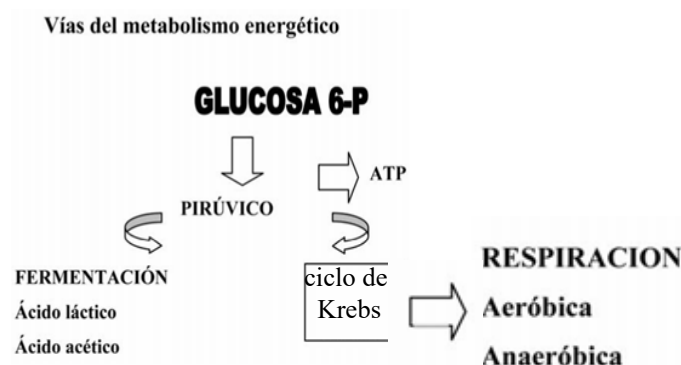 Vías del metabolismo energético
GLUCOSA 6-P
ATP
PIRÚVICO
FERMENTACIÓN
Ácido láctico
Ácido acético
ciclo de
Krebs
RESPIRACION
Aeróbica
Anaeróbica